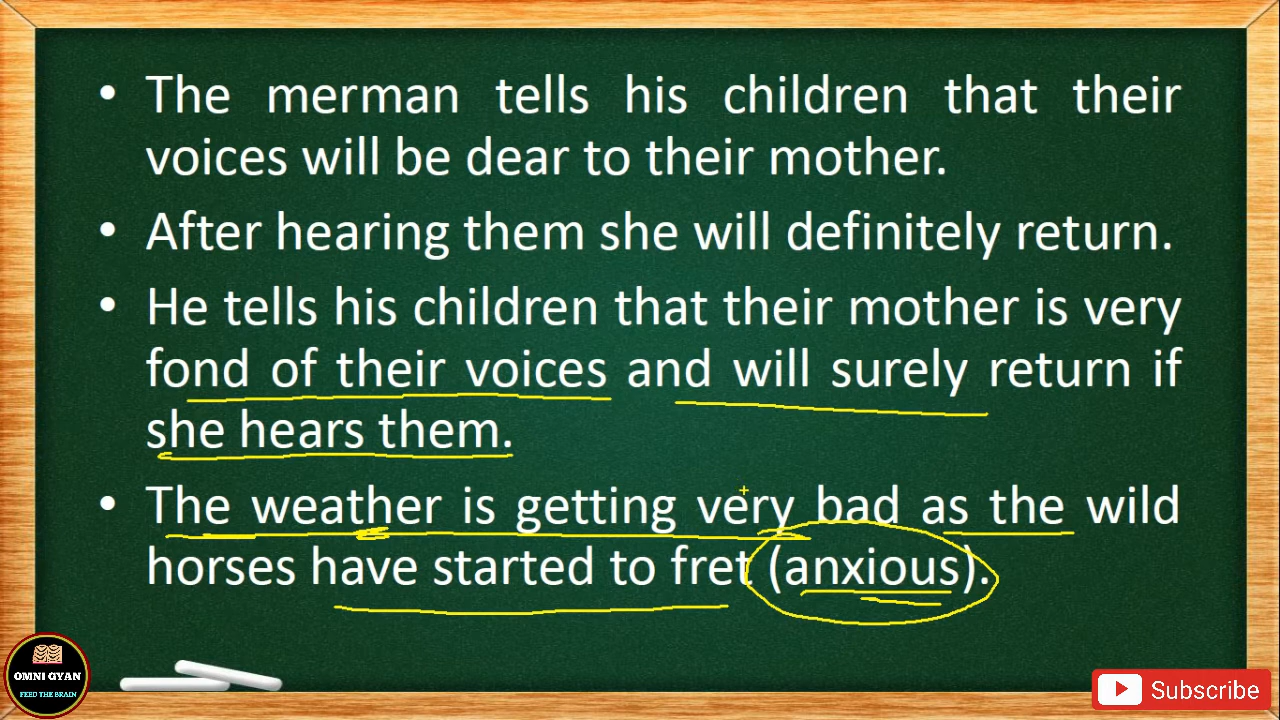 • The merman tells his children that their
voices will be dear to their mother.
• After hearing them she will definitely return.
• He tells his children that their mother is very
fond of their voices and will surely return if
she hears them.
• The weather is getting very bad as the wild
horses have started to fret (anxious).
OMNI GYAN
FEED THE BRAIN
Subscribe